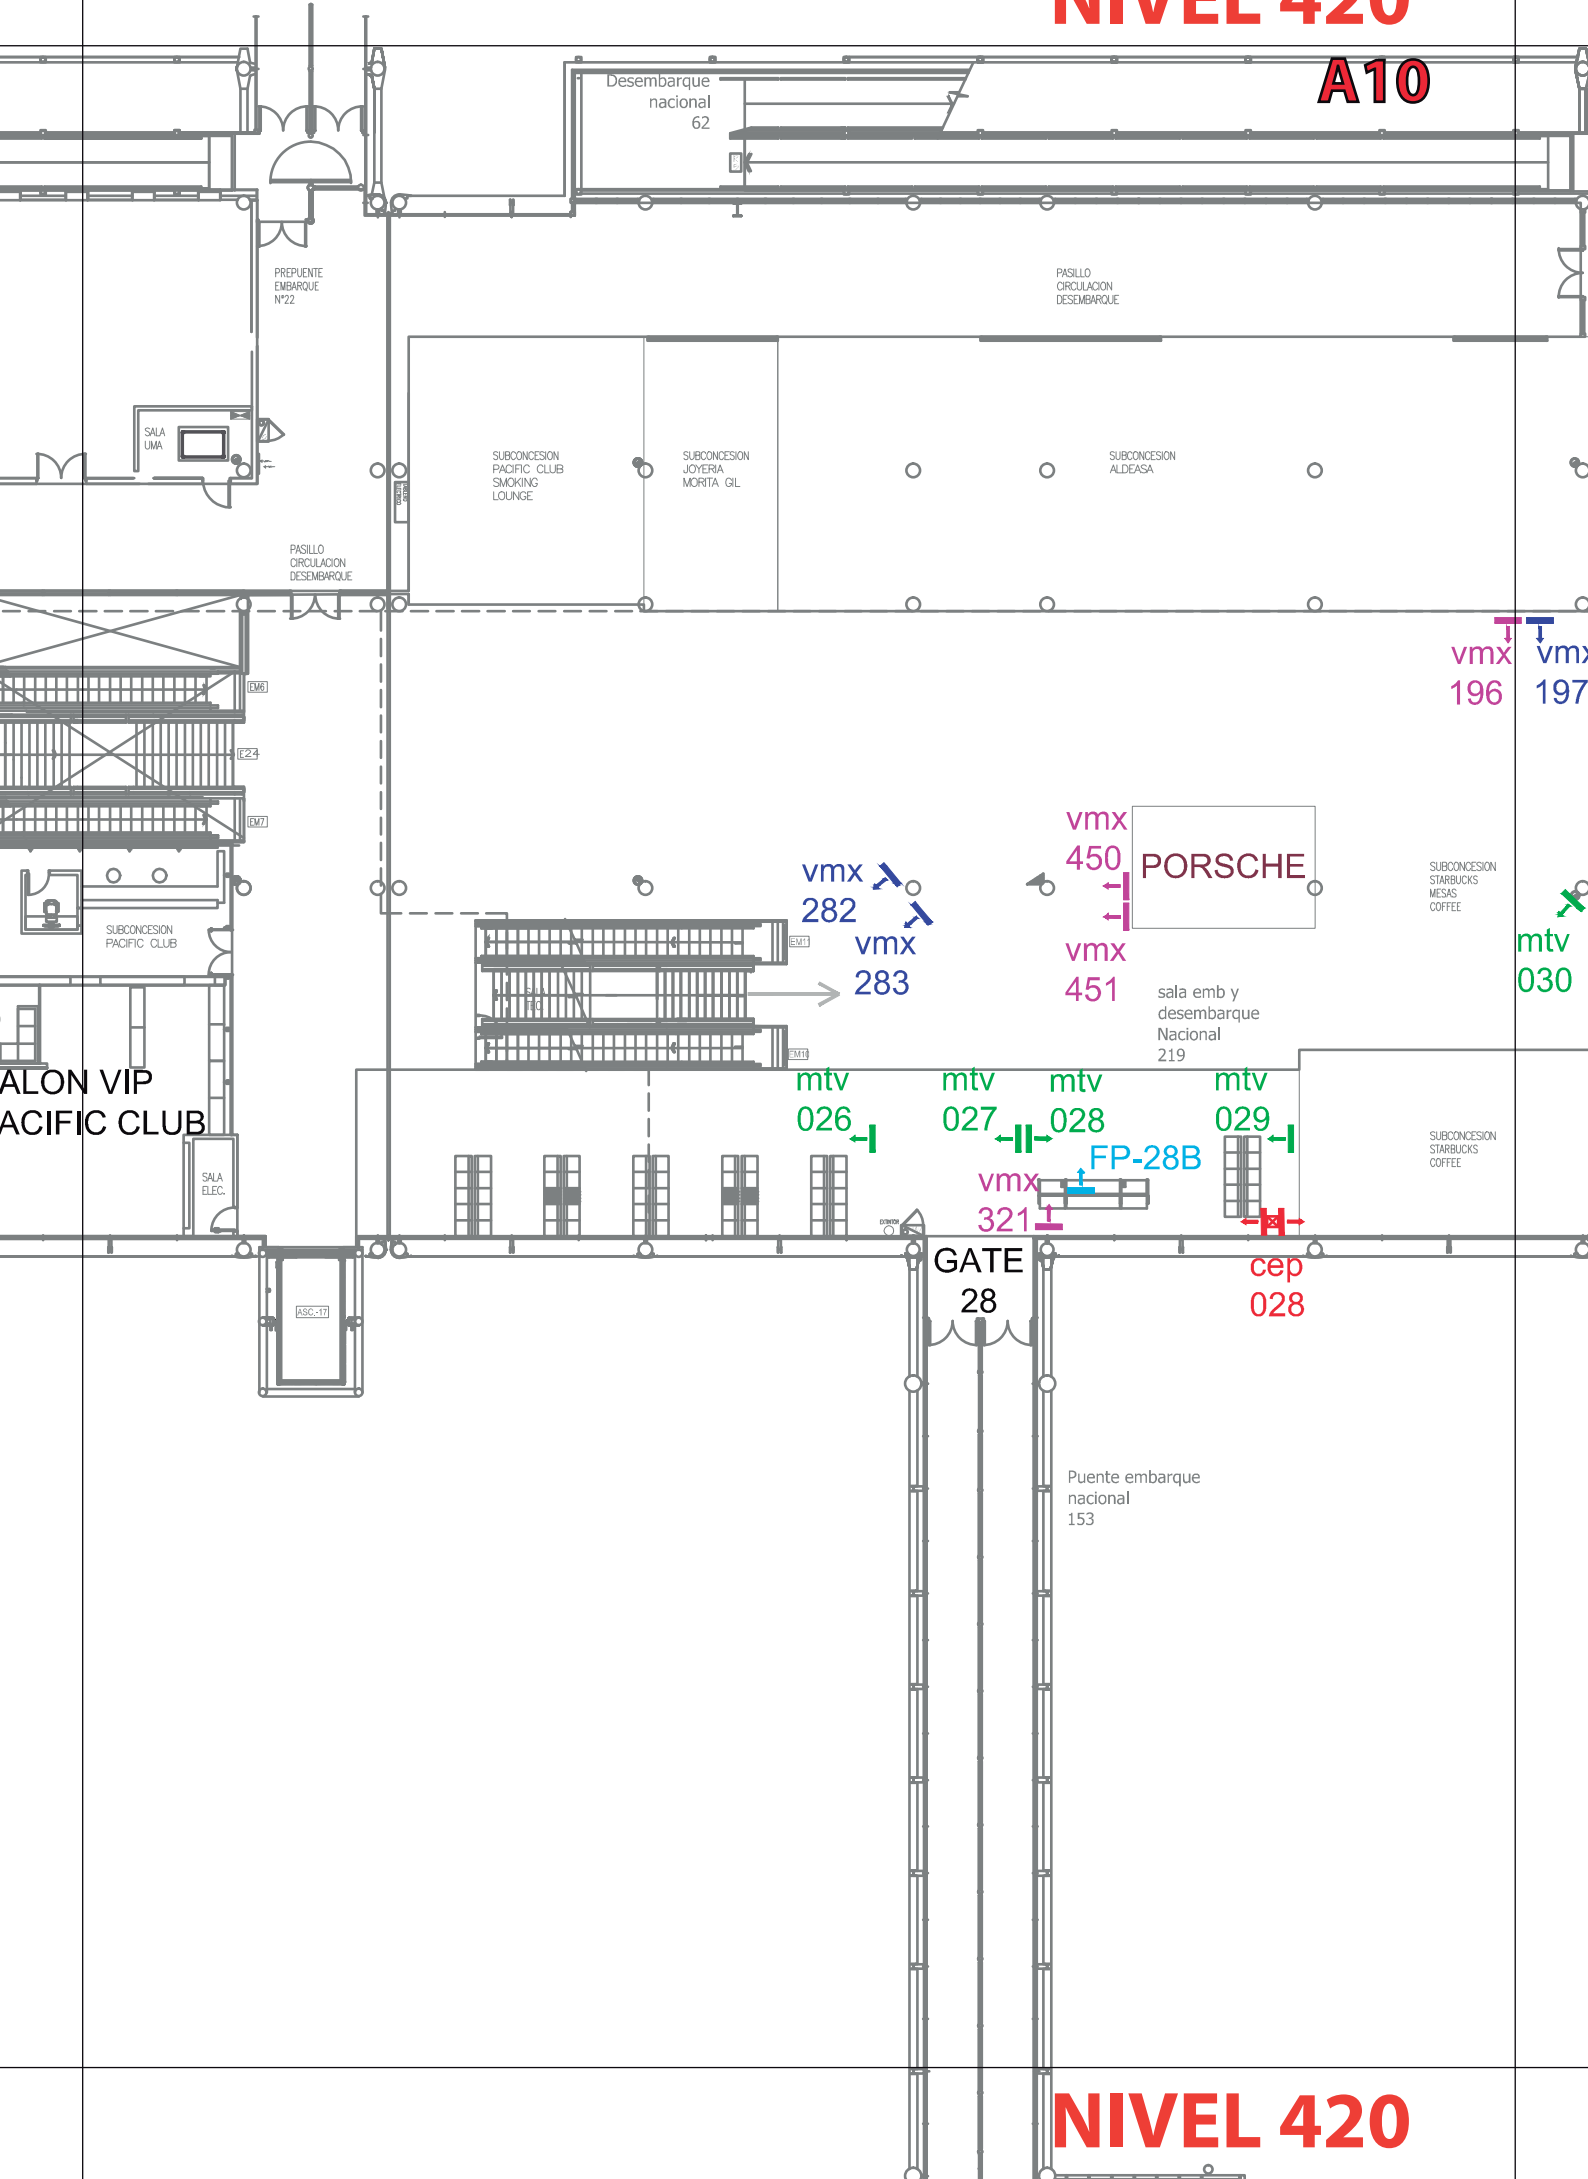 NIVEL 420
A10
Desembarque
nacional
62
PREPUENTE
EMBARQUE
N°22
PASILLO
CIRCULACION
DESEMBARQUE
SALA
UMA
SUBCONCESION
PACIFIC CLUB
SMOKING
LOUNGE
SUBCONCESION
JOYERIA
MORITA GIL
SUBCONCESION
ALDEASA
PASILLO
CIRCULACION
DESEMBARQUE
vmx
196
vmx
197
EM6
E24
EM7
vmx
450
PORSCHE
vmx
282
vmx
283
vmx
451
SUBCONCESION
STARBUCKS
MESAS
COFFEE
mtv
030
SUBCONCESION
PACIFIC CLUB
EM11
SALA
TEC.
EM10
sala emb y
desembarque
Nacional
219
ALON VIP
ACIFIC CLUB
mtv
026
mtv
027
mtv
028
mtv
029
SUBCONCESION
STARBUCKS
COFFEE
FP-28B
SALA
ELEC.
vmx
321
EXTINTOR
GATE
28
cep
028
ASC.-17
Puente embarque
nacional
153
NIVEL 420